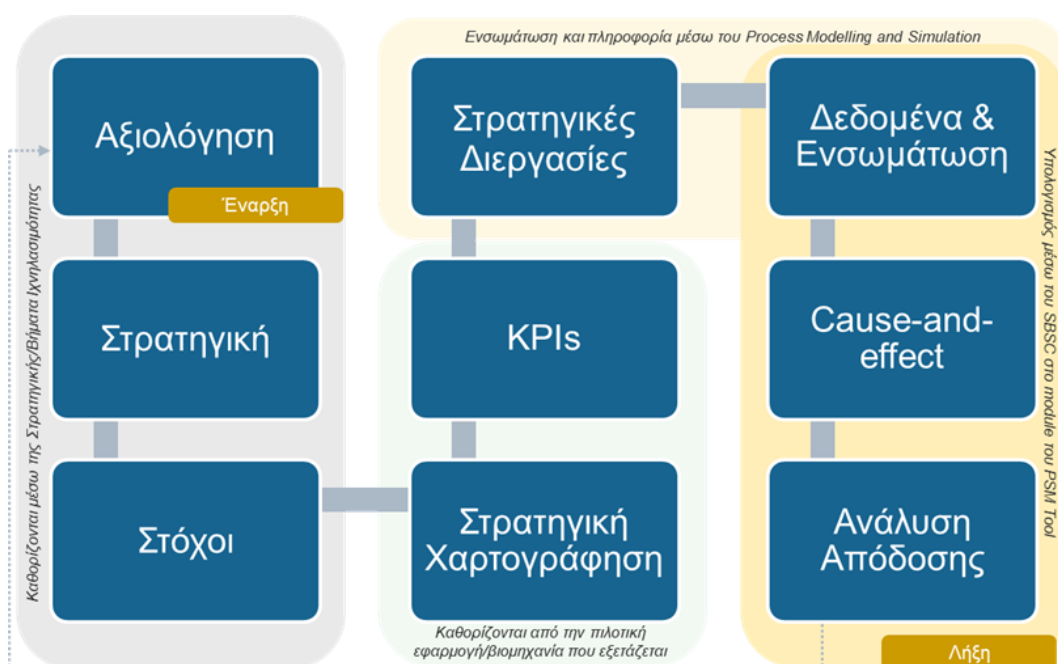 Ενσωμάτωση και πληροφορία μέσω του Process Modelling and Simulation
Καθορίζονται μέσω της Στρατηγικής/Βήματα Ιχνηλασιμότητας
Αξιολόγηση
Έναρξη
Στρατηγική
Στόχοι
Στρατηγική
Χαρτογράφηση
Καθορίζονται από την πιλοτική
εφαρμογή/βιομηχανία που εξετάζεται
KPIs
Στρατηγικές
Διεργασίες
Δεδομένα &
Ενσωμάτωση
Cause-and-
effect
Ανάλυση
Απόδοσης
Λήξη
Υπολογισμός μέσω του SBSC στο module του PSM Tool